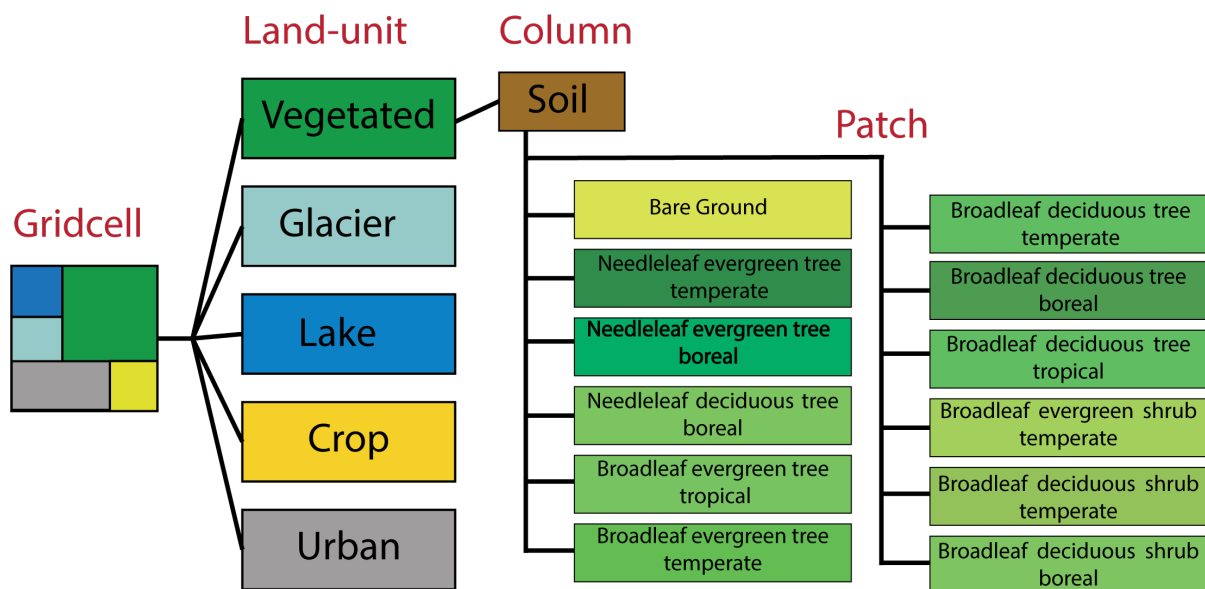 Land-unit
Column
Patch
Gridcell
Vegetated
Glacier
Lake
Crop
Urban
Soil
Bare Ground
Needleleaf evergreen tree
temperate
Needleleaf evergreen tree
boreal
Needleleaf deciduous tree
boreal
Broadleaf evergreen tree
tropical
Broadleaf evergreen tree
temperate
Broadleaf deciduous tree
temperate
Broadleaf deciduous tree
boreal
Broadleaf deciduous tree
tropical
Broadleaf evergreen shrub
temperate
Broadleaf deciduous shrub
temperate
Broadleaf deciduous shrub
boreal